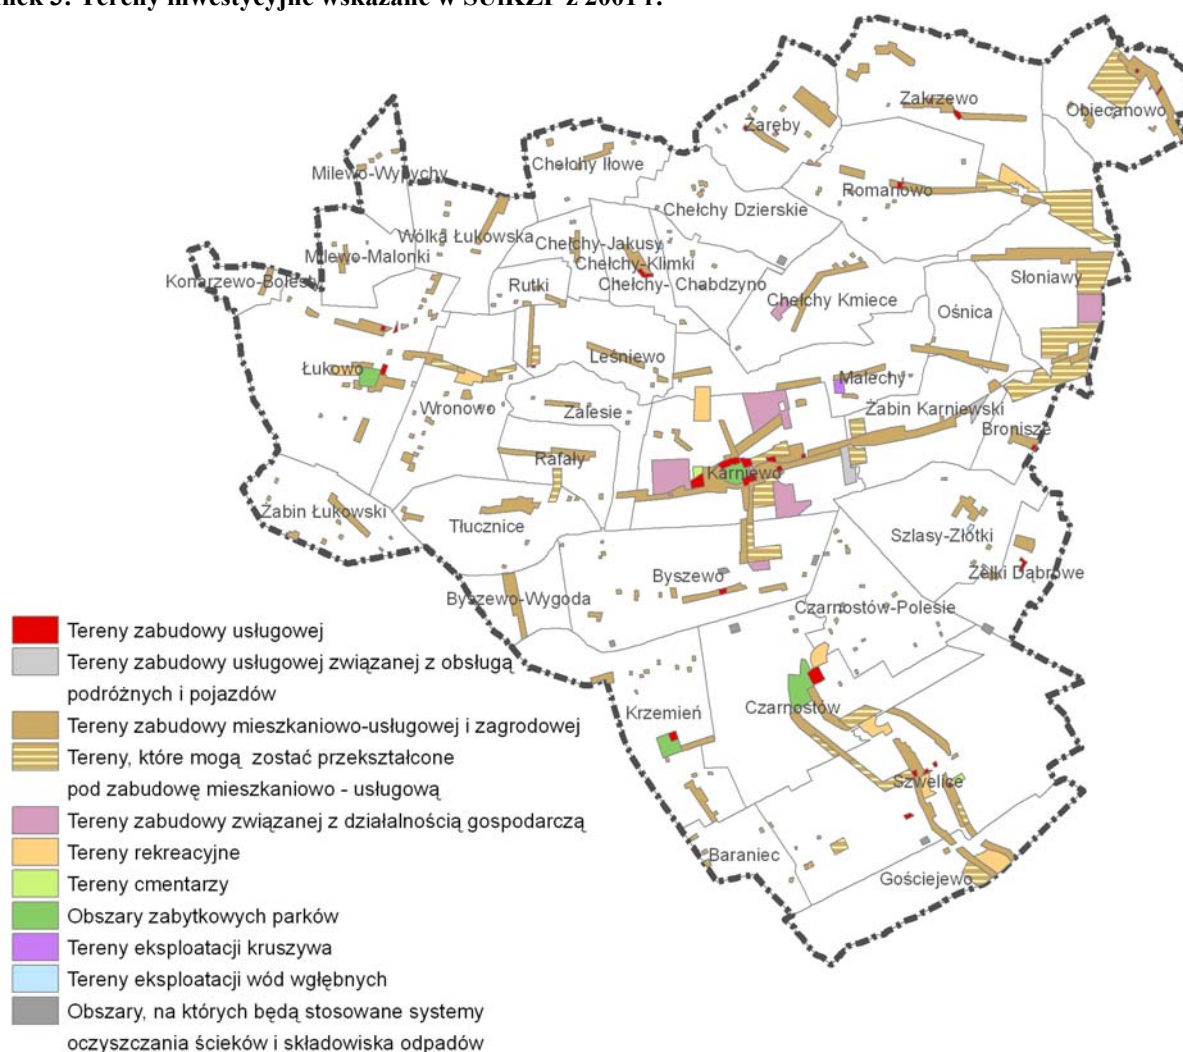 Tereny inwestycyjne wskazane w SUiKZP z 2001 r.
Zakrzewo
Obiecanowo
Zaręby
Chełchy Iłowe
Milewo-Wypychy
Romanowo
Chełchy Dzierskie
Wólka Łukowska
Chełchy-Jakusy
Milewo-Malonki
Chełchy-Klimki
Konarzewo-Bolesty
Rutki
Chełchy- Chabdzyno
Słoniawy
Chełchy Kmiece
Ośnica
Łukowo
Leśniewo
Malechy
Wronowo
Zalesie
Żabin Karniewski
Bronisze
Rafały
Karniewo
Żabin Łukowski
Tłucznice
Szlasy-Złotki
Byszewo
Zelki Dąbrowe
Byszewo-Wygoda
Czarnostów-Polesie
Krzemień
Czarnostów
Szwelice
Baraniec
Gościejewo
Tereny zabudowy usługowej
Tereny zabudowy usługowej związanej z obsługą
podróżnych i pojazdów
Tereny zabudowy mieszkaniowo-usługowej i zagrodowej
Tereny, które mogą zostać przekształcone
pod zabudowę mieszkaniowo - usługową
Tereny zabudowy związanej z działalnością gospodarczą
Tereny rekreacyjne
Tereny cmentarzy
Obszary zabytkowych parków
Tereny eksploatacji kruszywa
Tereny eksploatacji wód wgłębnych
Obszary, na których będą stosowane systemy
oczyszczania ścieków i składowiska odpadów